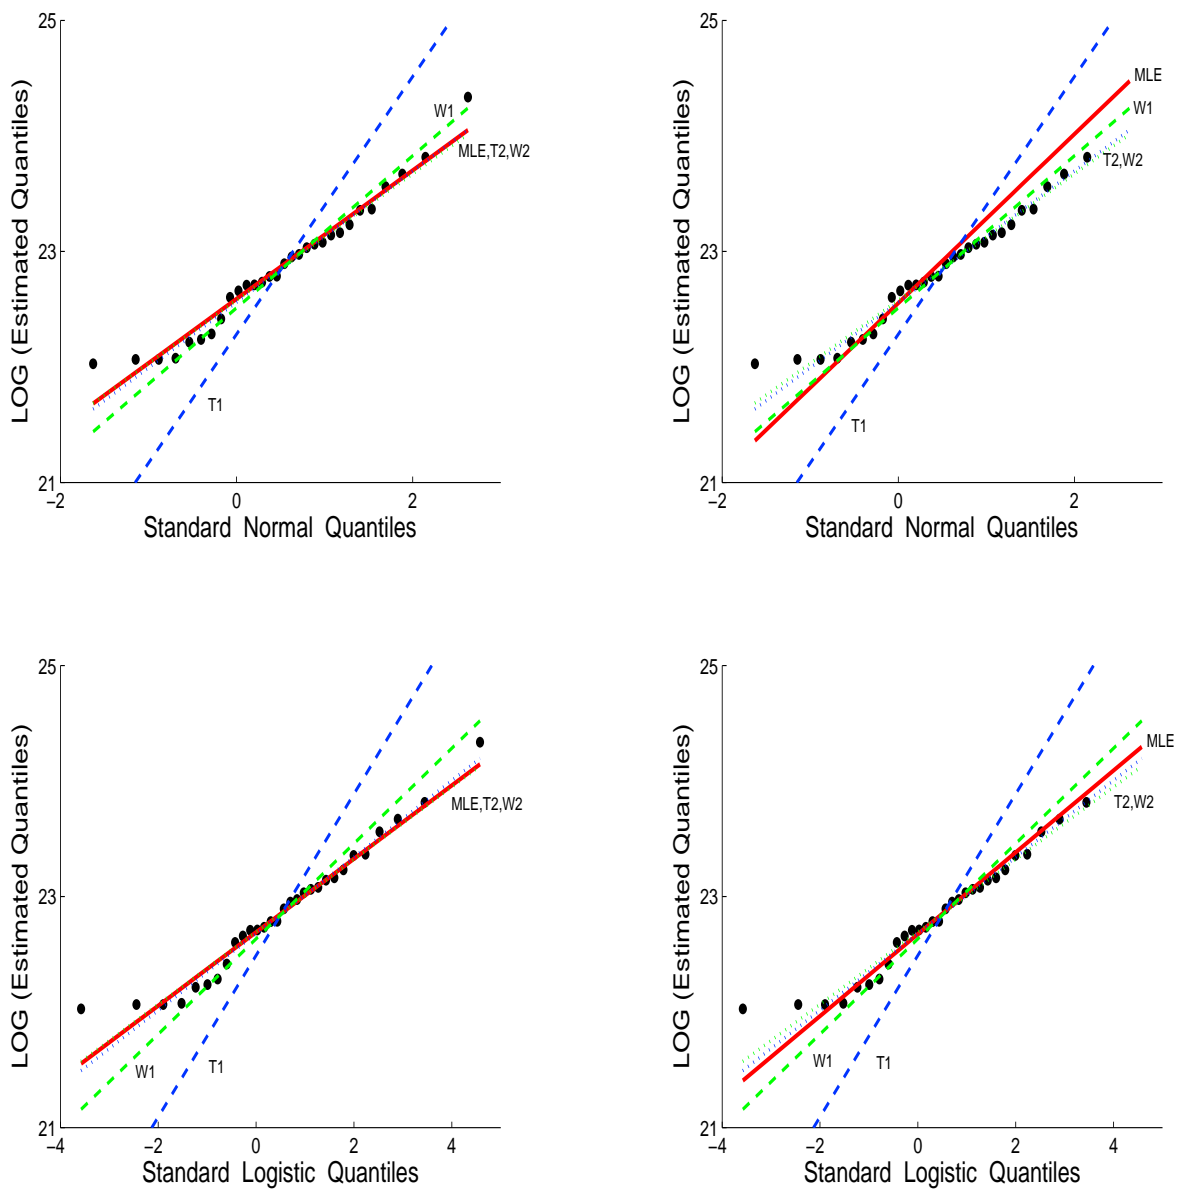 25
23
21
LOG (Estimated Quantiles)
W1
MLE,T2,W2
T1
−2
0
2
Standard Normal Quantiles
25
23
21
LOG (Estimated Quantiles)
MLE
W1
T2,W2
T1
−2
0
2
Standard Normal Quantiles
25
23
21
LOG (Estimated Quantiles)
MLE,T2,W2
W1
T1
−4
−2
0
2
4
Standard Logistic Quantiles
25
23
21
LOG (Estimated Quantiles)
MLE
T2,W2
W1
T1
−4
−2
0
2
4
Standard Logistic Quantiles